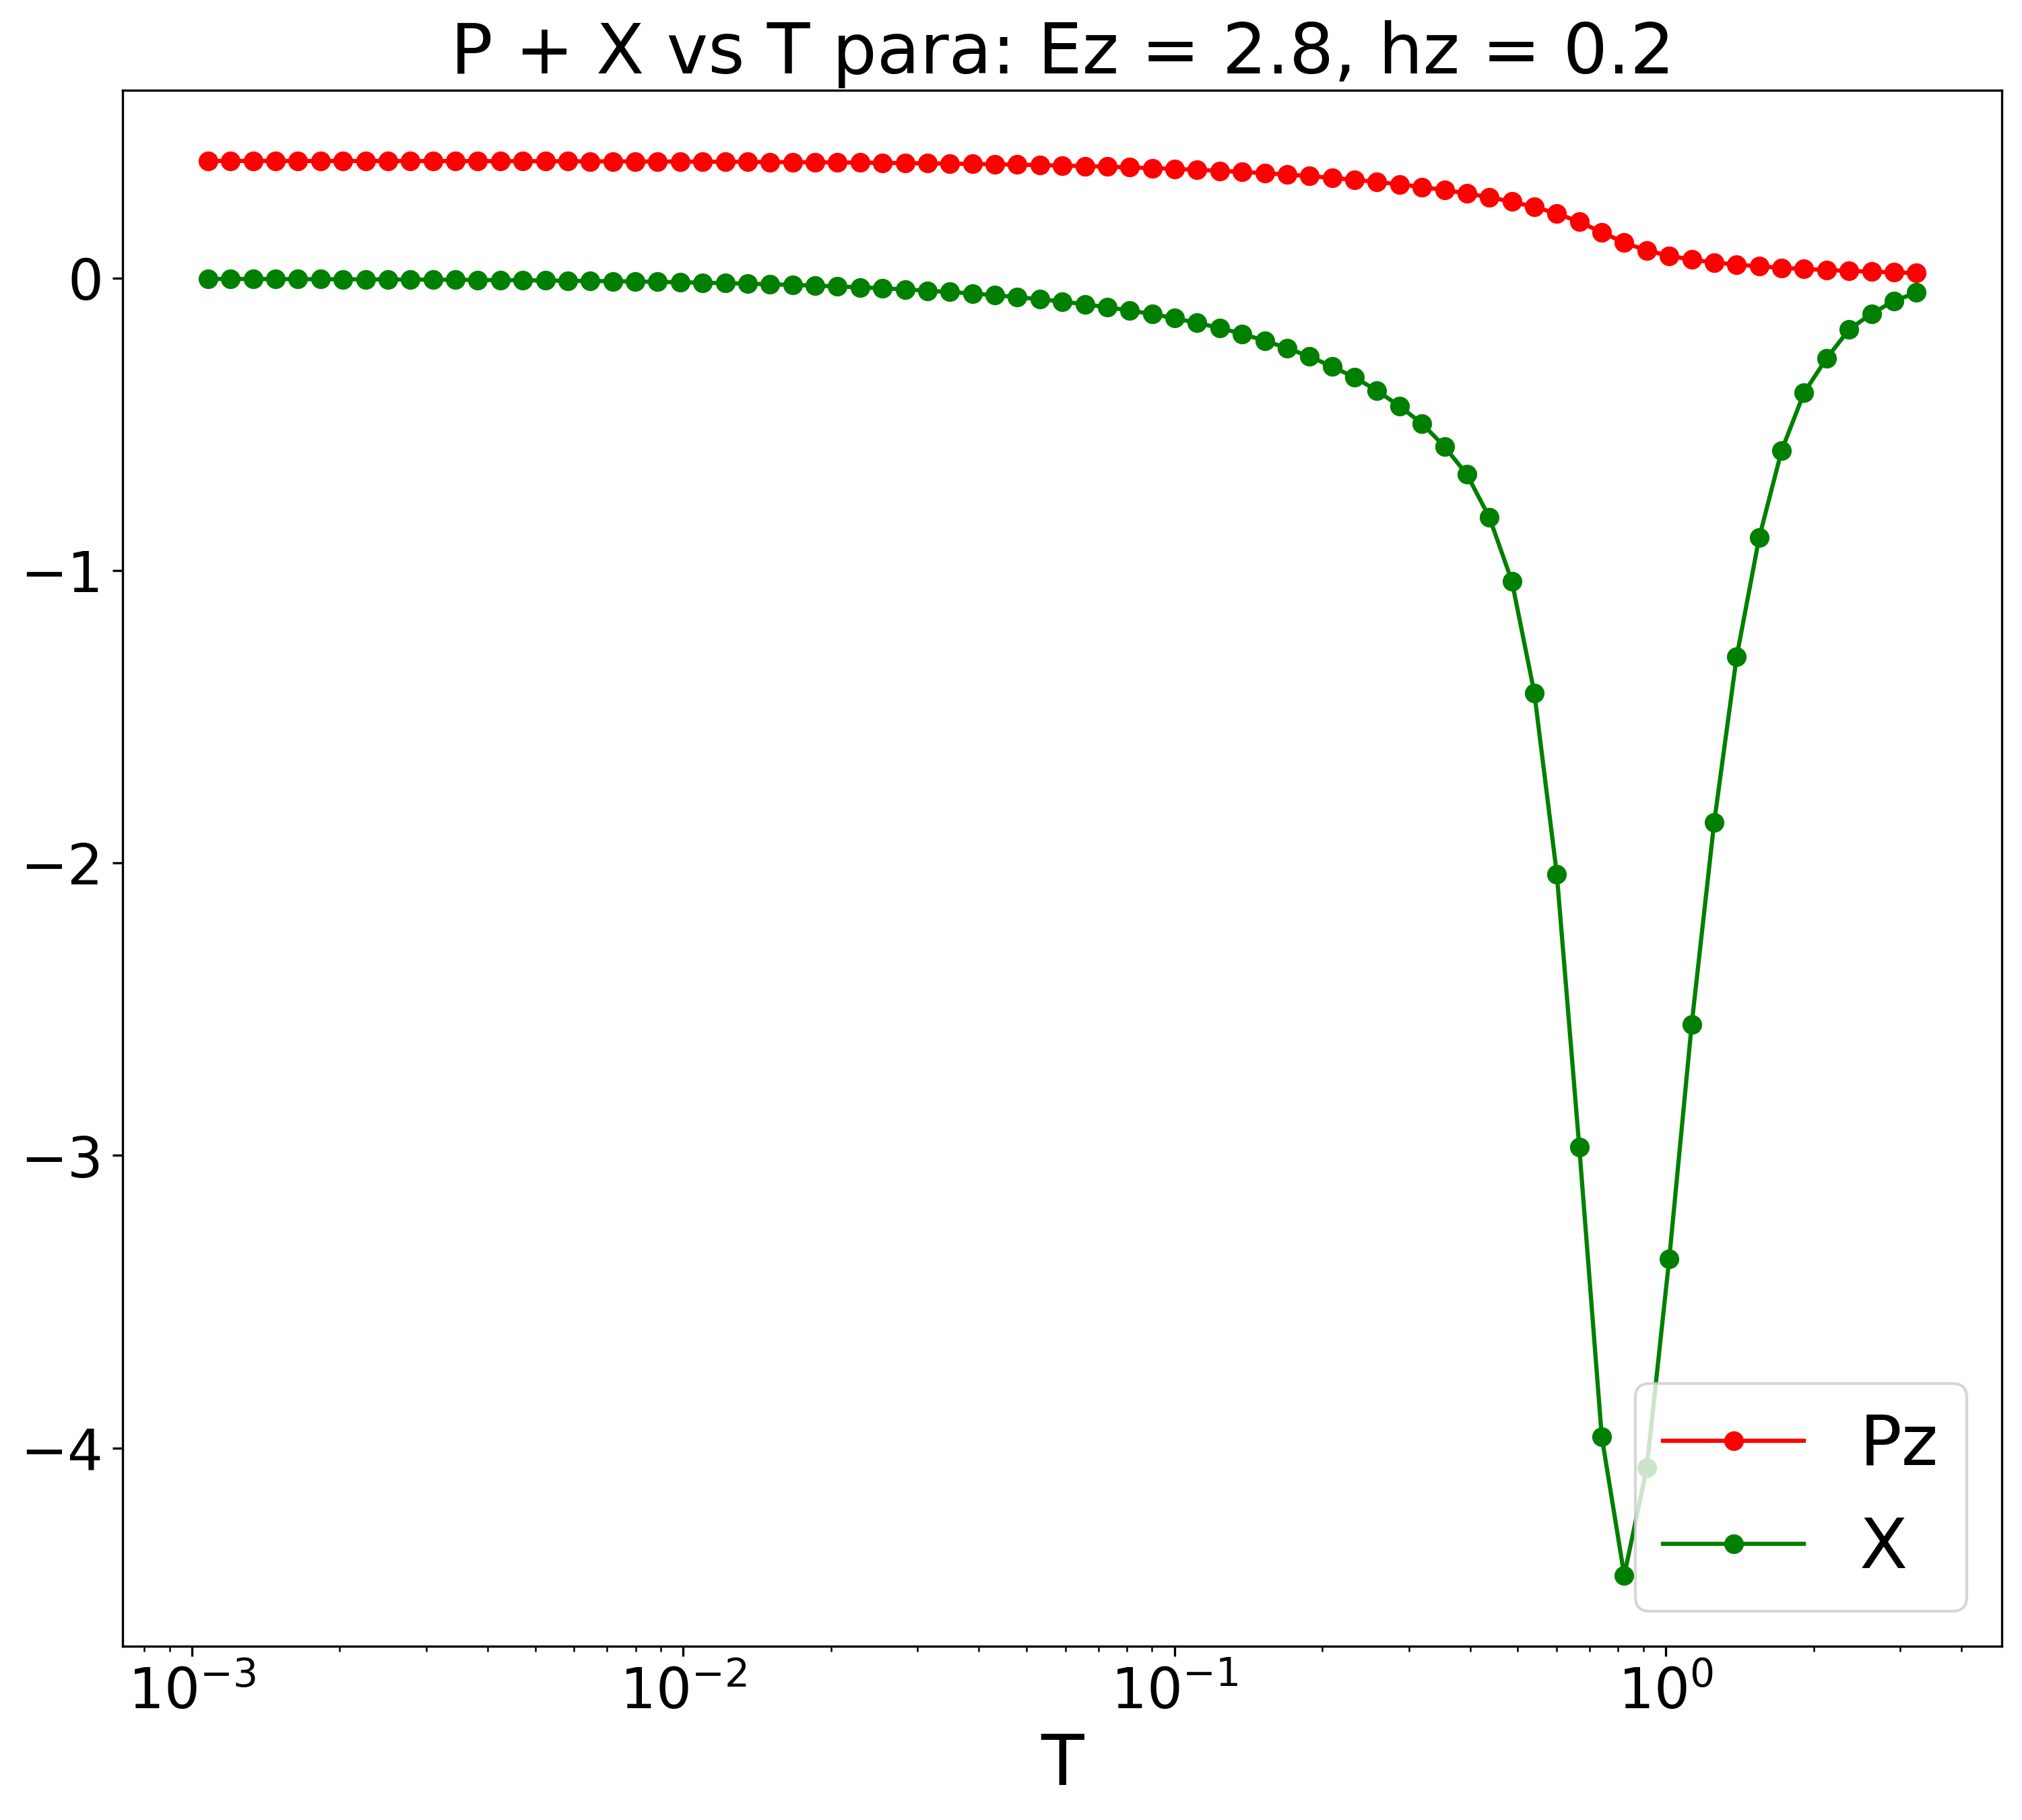 P + X vs T para: Ez = 2.8, hz = 0.2
0
−1
−2
−3
−4
Pz
X
10⁻³ 10⁻² 10⁻¹ 10⁰
T